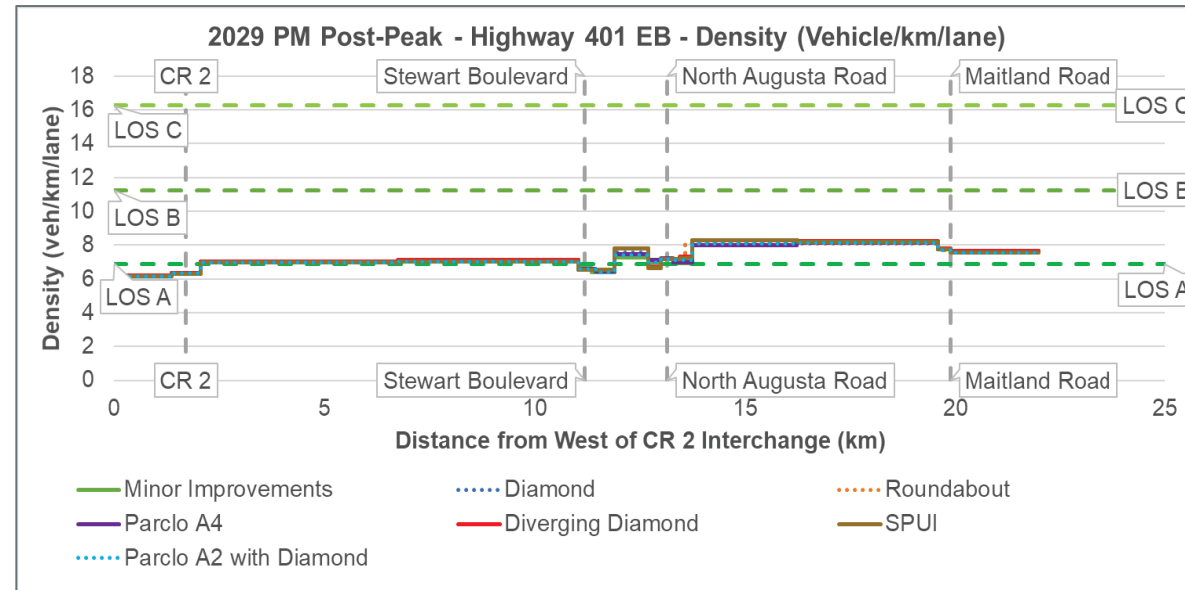 2029 PM Post-Peak - Highway 401 EB - Density (Vehicle/km/lane)
18
16
14
12
10
8
6
4
2
0
Density (veh/km/lane)
CR 2
Stewart Boulevard
North Augusta Road
Maitland Road
LOS C
LOS C
LOS B
LOS B
LOS A
LOS A
CR 2
Stewart Boulevard
North Augusta Road
Maitland Road
0
5
10
15
20
25
Distance from West of CR 2 Interchange (km)
Minor Improvements
Diamond
Roundabout
Parclo A4
Diverging Diamond
SPUI
Parclo A2 with Diamond